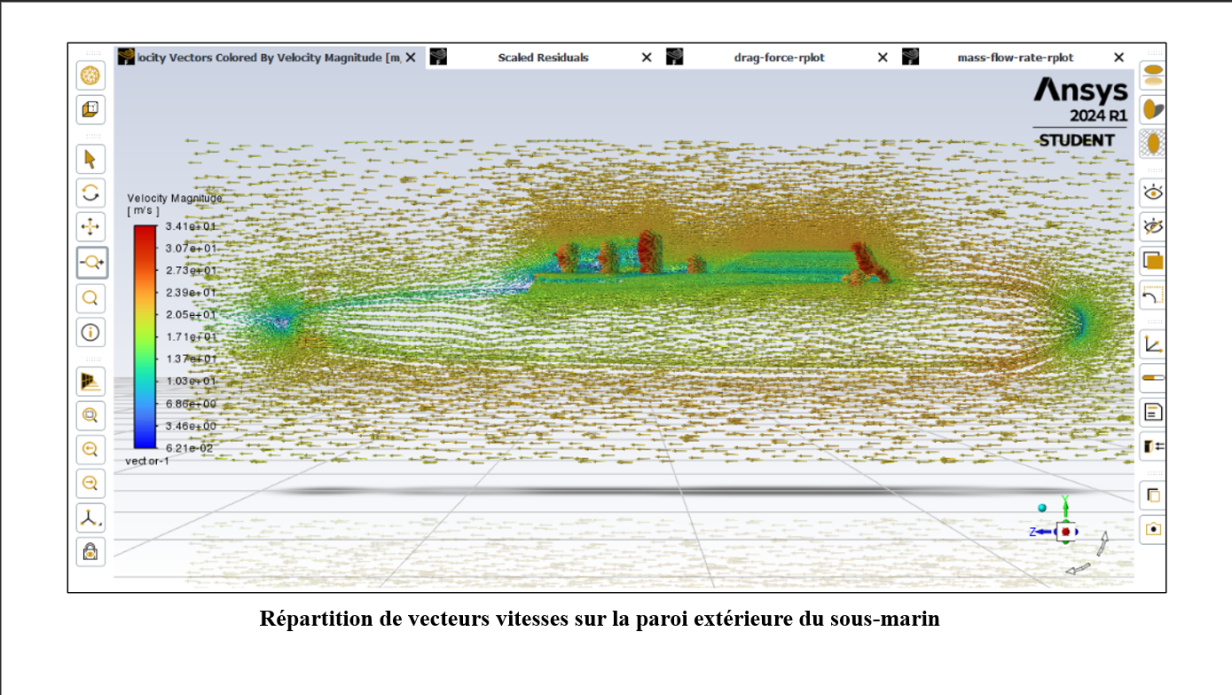 ocity Vectors Colored By Velocity Magnitude [m,
Scaled Residuals
drag-force-rplot
mass-flow-rate-rplot
Ansys
2024 R1
STUDENT
Velocity Magnitude
[ m/s ]
3.41e+01
3.07e+01
2.73e+01
2.39e+01
2.05e+01
1.71e+01
1.37e+01
1.03e+01
6.86e+00
3.46e+00
6.21e-02
vector-1
Y
Z
Répartition de vecteurs vitesses sur la paroi extérieure du sous-marin